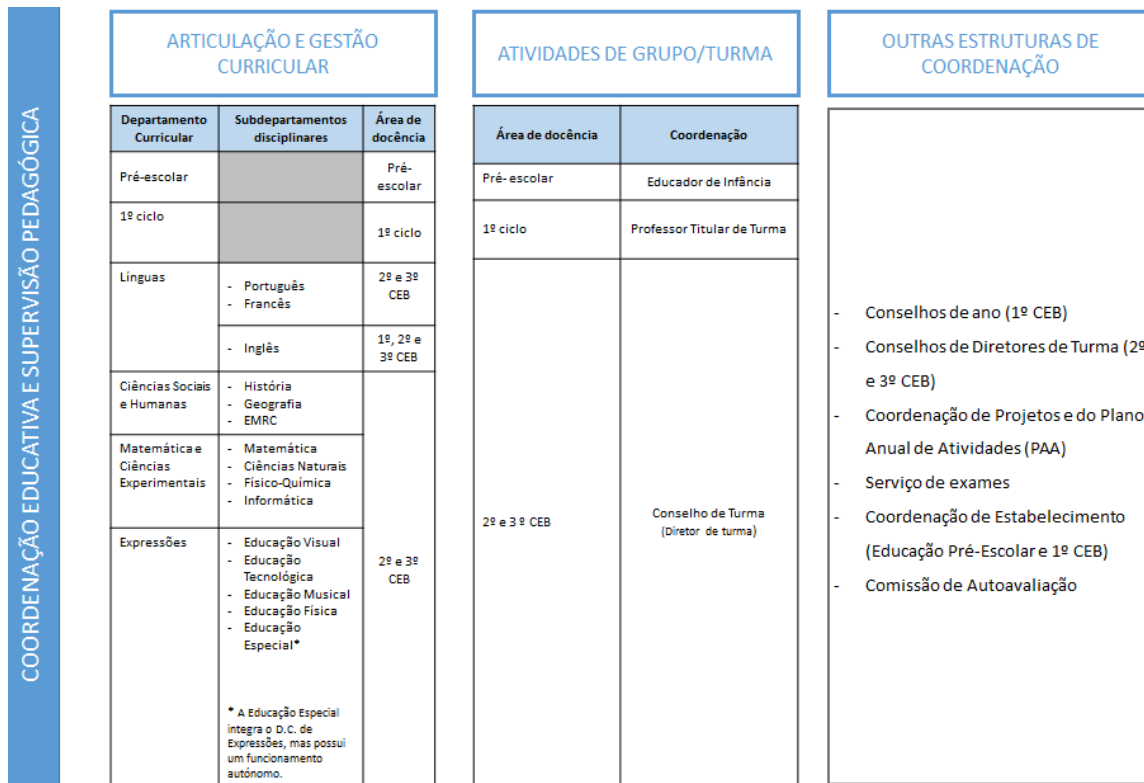 COORDENAÇÃO EDUCATIVA E SUPERVISÃO PEDAGÓGICA
ARTICULAÇÃO E GESTÃO
CURRICULAR
Departamento
Curricular
Subdepartamentos
disciplinares
Área de
docência
Pré-escolar
Pré-
escolar
1º ciclo
1º ciclo
Línguas
- Português
- Francês
2º e 3º
CEB
- Inglês
1º, 2º e
3º CEB
Ciências Sociais
e Humanas
- História
- Geografia
- EMRC
Matemática e
Ciências
Experimentais
- Matemática
- Ciências Naturais
- Físico-Química
- Informática
Expressões
- Educação Visual
- Educação
Tecnológica
- Educação Musical
- Educação Física
- Educação
Especial*
* A Educação Especial
integra o D.C. de
Expressões, mas possui
um funcionamento
autónomo.
2º e 3º
CEB
ATIVIDADES DE GRUPO/TURMA
Área de docência
Coordenação
Pré- escolar
Educador de Infância
1º ciclo
Professor Titular de Turma
2º e 3 º CEB
Conselho de Turma
(Diretor de turma)
OUTRAS ESTRUTURAS DE
COORDENAÇÃO
- Conselhos de ano (1º CEB)
- Conselhos de Diretores de Turma (2º
e 3º CEB)
- Coordenação de Projetos e do Plano
Anual de Atividades (PAA)
- Serviço de exames
- Coordenação de Estabelecimento
(Educação Pré-Escolar e 1º CEB)
- Comissão de Autoavaliação